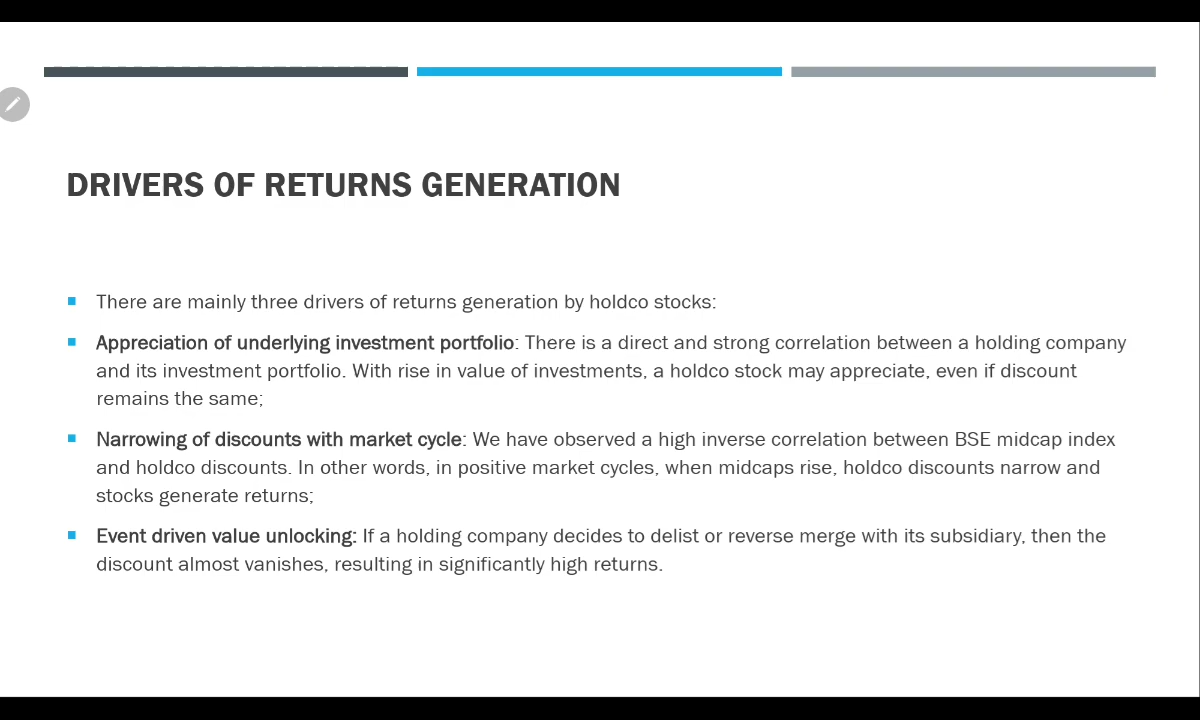 DRIVERS OF RETURNS GENERATION
There are mainly three drivers of returns generation by holdco stocks:
Appreciation of underlying investment portfolio: There is a direct and strong correlation between a holding company
and its investment portfolio. With rise in value of investments, a holdco stock may appreciate, even if discount
remains the same;
Narrowing of discounts with market cycle: We have observed a high inverse correlation between BSE midcap index
and holdco discounts. In other words, in positive market cycles, when midcaps rise, holdco discounts narrow and
stocks generate returns;
Event driven value unlocking: If a holding company decides to delist or reverse merge with its subsidiary, then the
discount almost vanishes, resulting in significantly high returns.